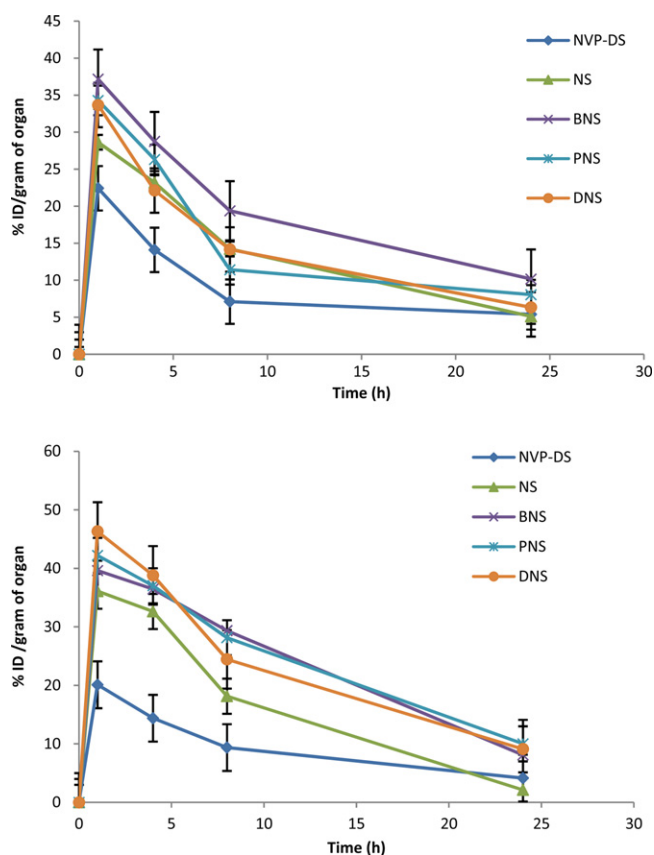 45
40
35
30
25
20
15
10
5
0
% ID/gram of organ
0 5 10 15 20 25 30
Time (h)
NVP-DS
NS
BNS
PNS
DNS
60
50
40
30
20
10
0
% ID /gram of organ
0 5 10 15 20 25 30
Time (h)
NVP-DS
NS
BNS
PNS
DNS